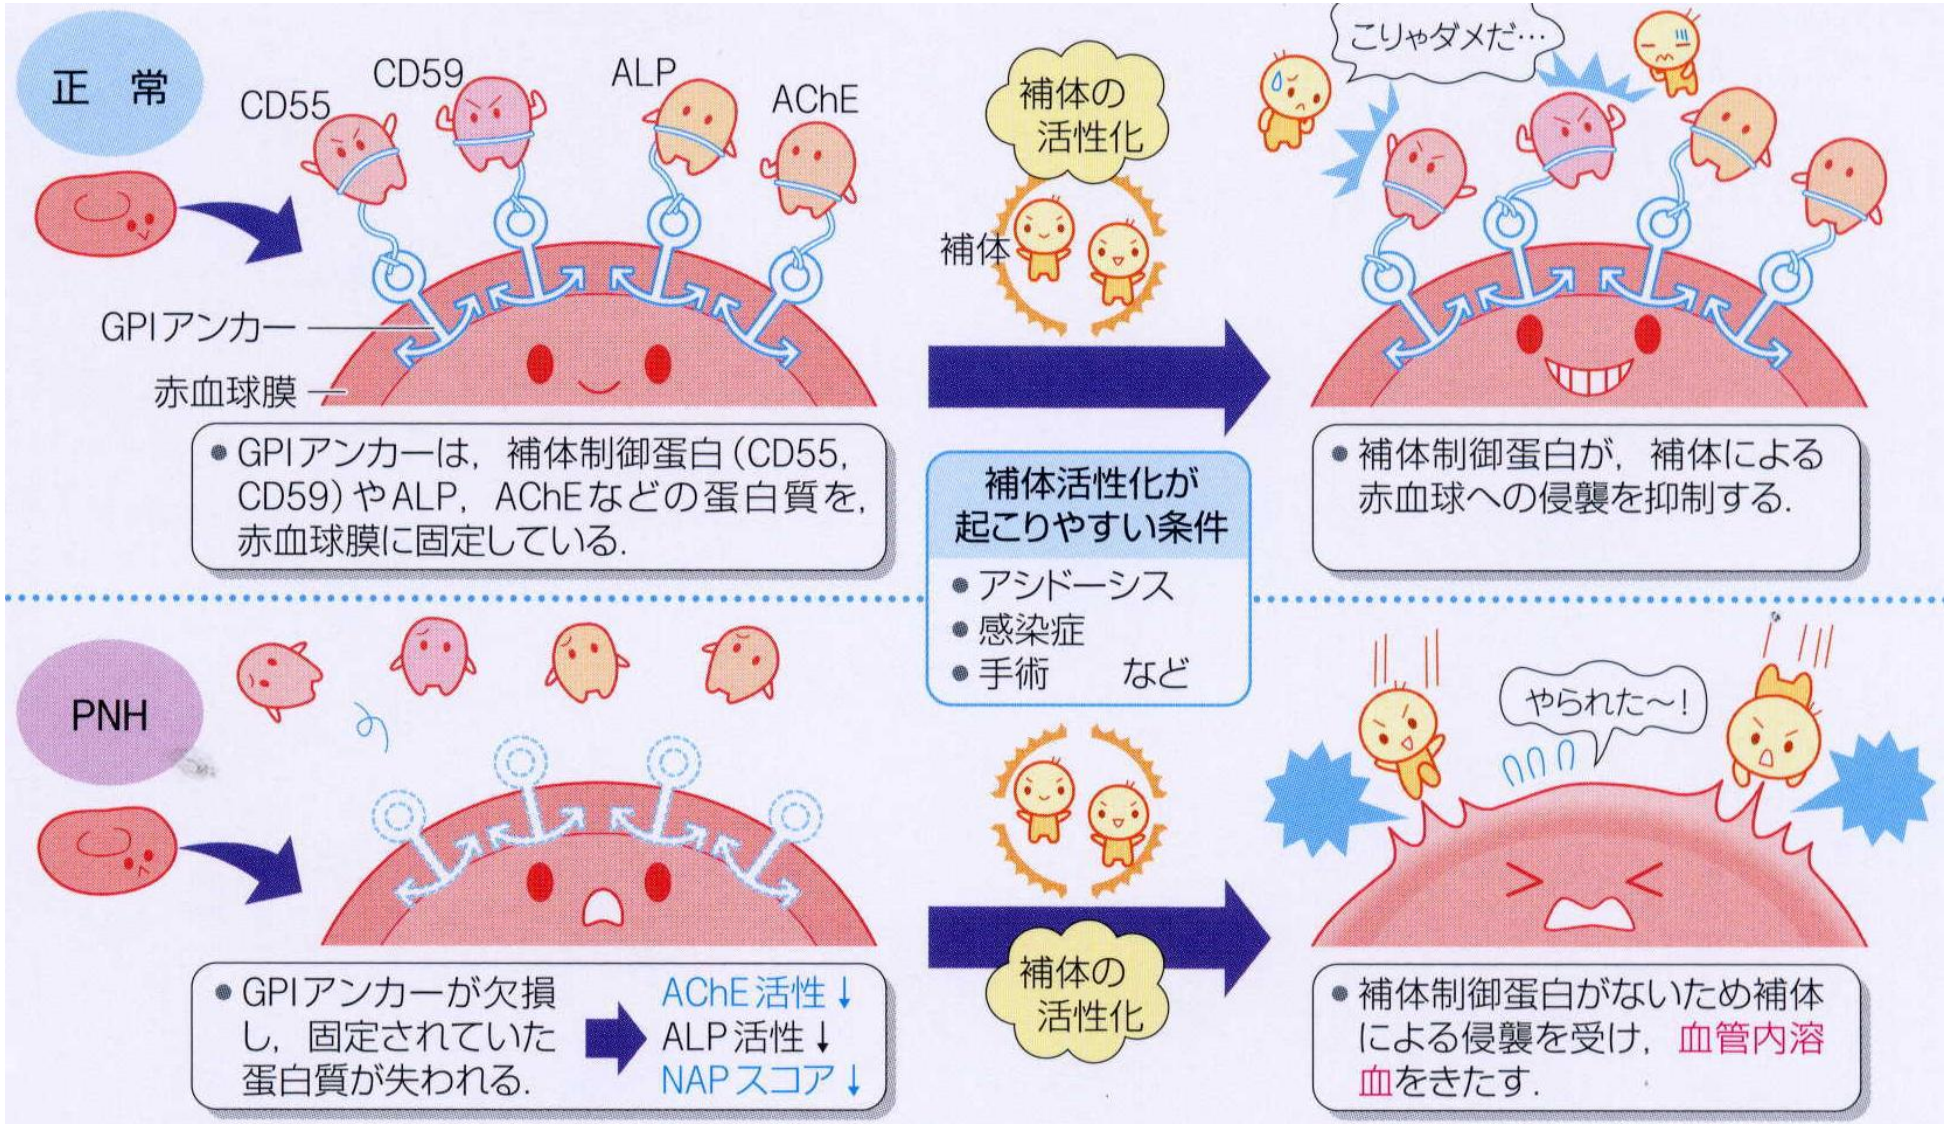 正 常
CD55
CD59
ALP
AChE
GPIアンカー
赤血球膜
● GPIアンカーは，補体制御蛋白（CD55，
CD59）やALP，AChEなどの蛋白質を，
赤血球膜に固定している.
補体の
活性化
補体
こりゃダメだ…
● 補体制御蛋白が，補体による
赤血球への侵襲を抑制する.
補体活性化が
起こりやすい条件
● アシドーシス
● 感染症
● 手術 など
PNH
● GPIアンカーが欠損
し，固定されていた
蛋白質が失われる.
AChE活性↓
ALP活性↓
NAPスコア↓
補体の
活性化
やられた～！
● 補体制御蛋白がないため補体
による侵襲を受け，血管内溶
血をきたす.